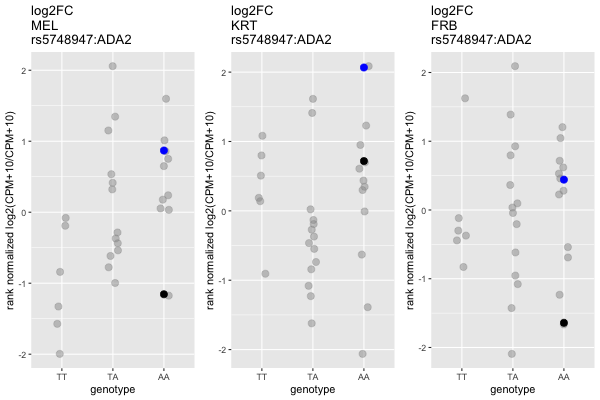 log2FC
MEL
rs5748947:ADA2
rank normalized log2(CPM+10/CPM+10)
2
1
0
-1
-2
TT TA AA
genotype
log2FC
KRT
rs5748947:ADA2
rank normalized log2(CPM+10/CPM+10)
2
1
0
-1
-2
TT TA AA
genotype
log2FC
FRB
rs5748947:ADA2
rank normalized log2(CPM+10/CPM+10)
2
1
0
-1
-2
TT TA AA
genotype